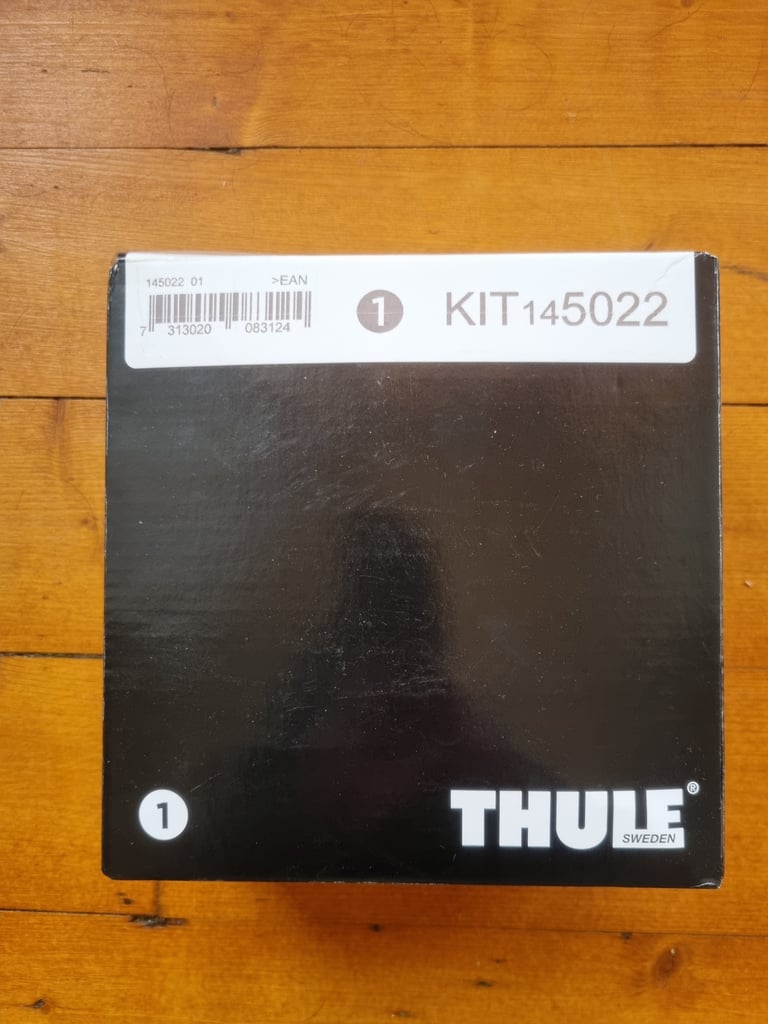 145022 01 >EAN
7 313020 083124
1 KIT145022
1
THULE®
SWEDEN